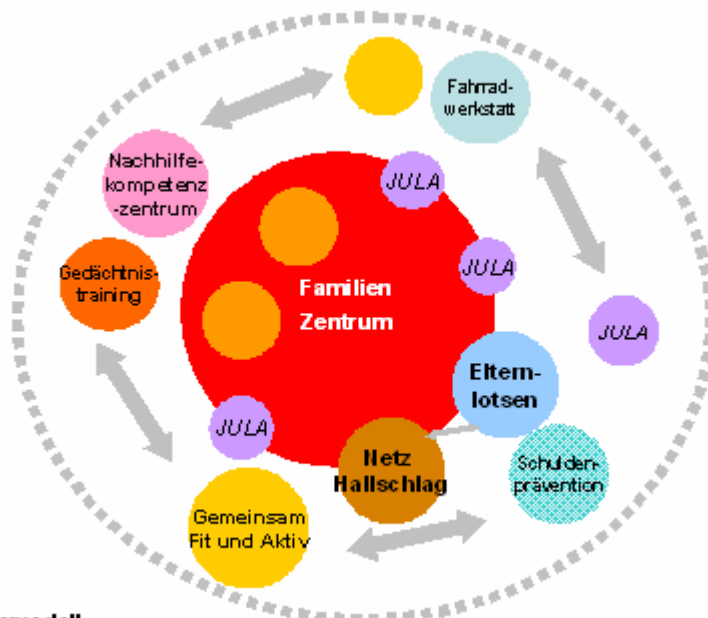 Fahrrad-
werkstatt
Nachhilfe-
kompetenz
-zentrum
JULA
Gedächtnis-
training
JULA
Familien
Zentrum
JULA
Eltern-
lotsen
JULA
Netz
Hallschlag
Schulden-
prävention
Gemeinsam
Fit und Aktiv